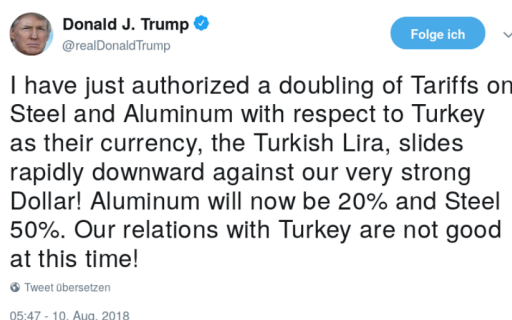 Donald J. Trump
@realDonaldTrump
Folge ich
I have just authorized a doubling of Tariffs on
Steel and Aluminum with respect to Turkey
as their currency, the Turkish Lira, slides
rapidly downward against our very strong
Dollar! Aluminum will now be 20% and Steel
50%. Our relations with Turkey are not good
at this time!
Tweet übersetzen
05:47 - 10. Aug. 2018